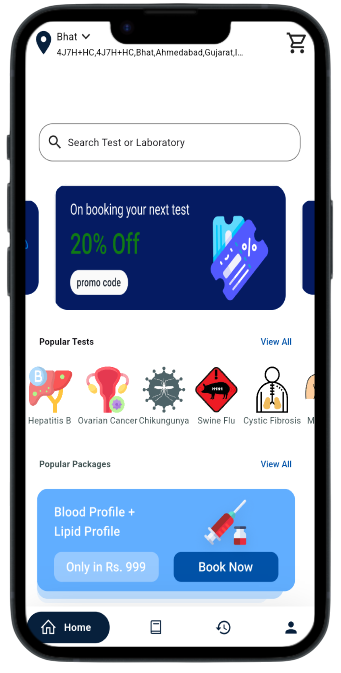 Bhat
4J7H+HC,4J7H+HC,Bhat,Ahmedabad,Gujarat,I...
Search Test or Laboratory
On booking your next test
20% Off
%
promo code
Popular Tests
View All
B
Hepatitis B
Ovarian Cancer
Chikungunya
Swine Flu
Cystic Fibrosis
M
Popular Packages
View All
Blood Profile +
Lipid Profile
Only in Rs. 999
Book Now
Home